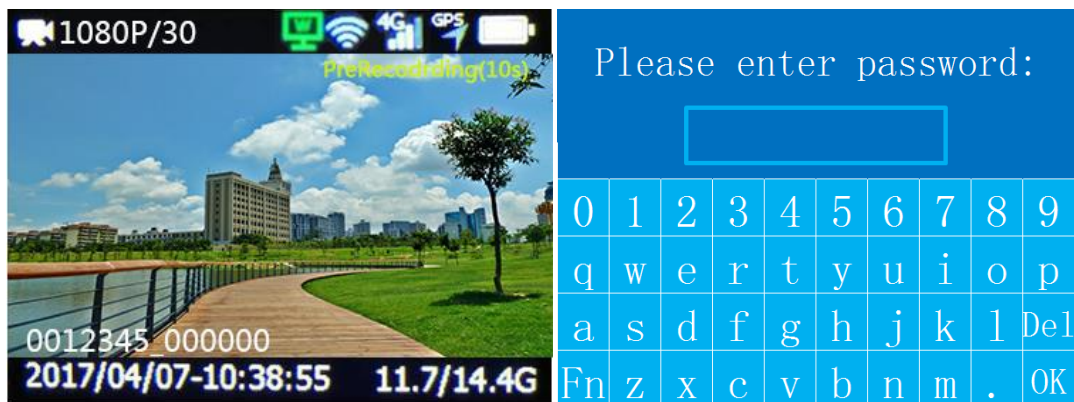 1080P/30
W
4G
GPS
PreRecodrding(10s)
0012345_000000
2017/04/07-10:38:55 11.7/14.4G
Please enter password:
0 1 2 3 4 5 6 7 8 9
q w e r t y u i o p
a s d f g h j k l Del
Fn z x c v b n m . OK